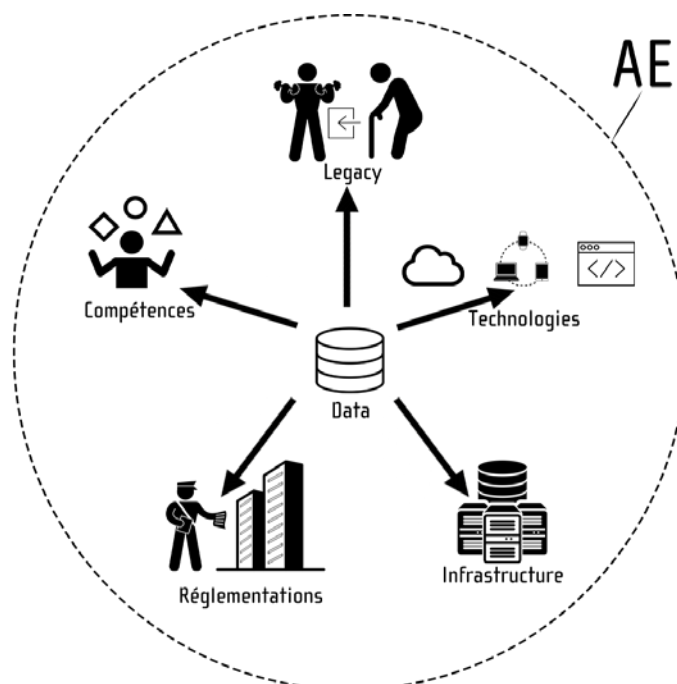 AE
Legacy
</>
Compétences
Technologies
Data
Réglementations
Infrastructure